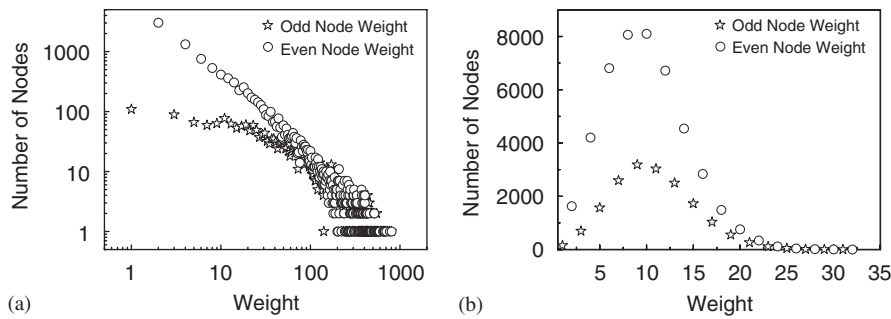 Odd Node Weight
Even Node Weight
1000
100
10
1
Number of Nodes
1 10 100 1000
Weight
(a)
Odd Node Weight
Even Node Weight
8000
6000
4000
2000
0
Number of Nodes
5 10 15 20 25 30 35
Weight
(b)